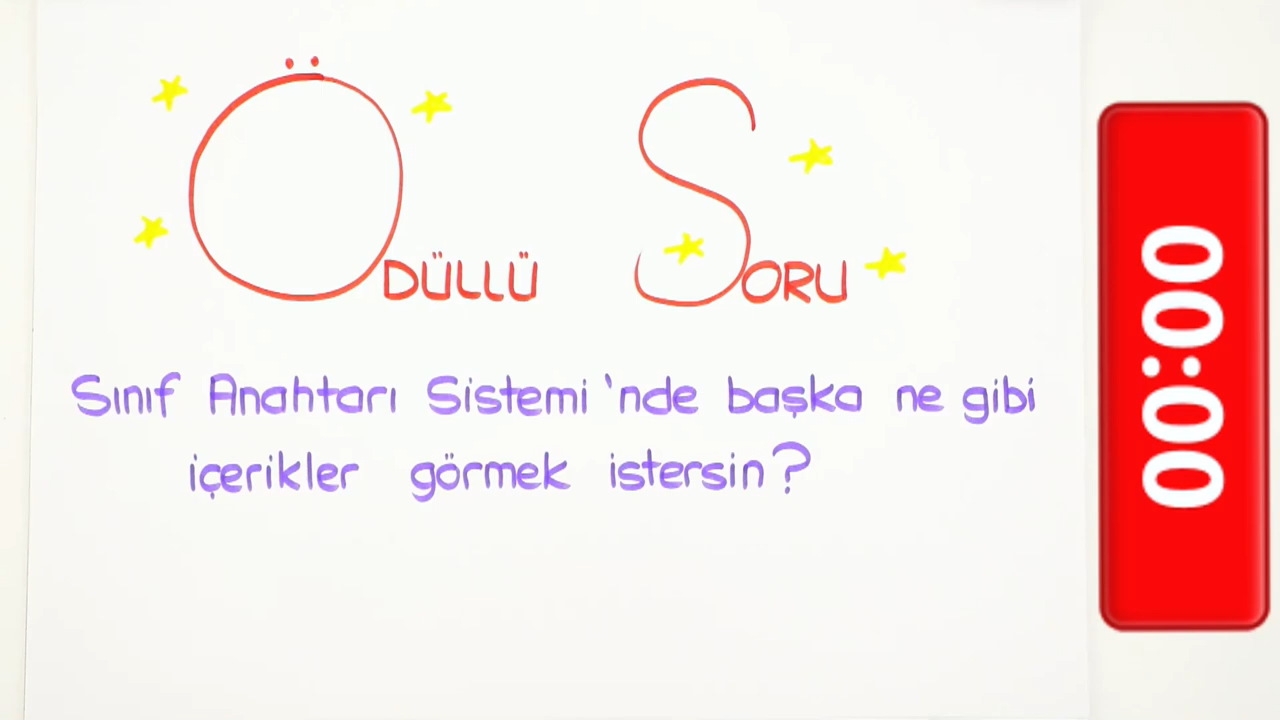 ÖDÜLLÜ SORU
Sınıf Anahtarı Sistemi'nde başka ne gibi
içerikler görmek istersin?
00:00